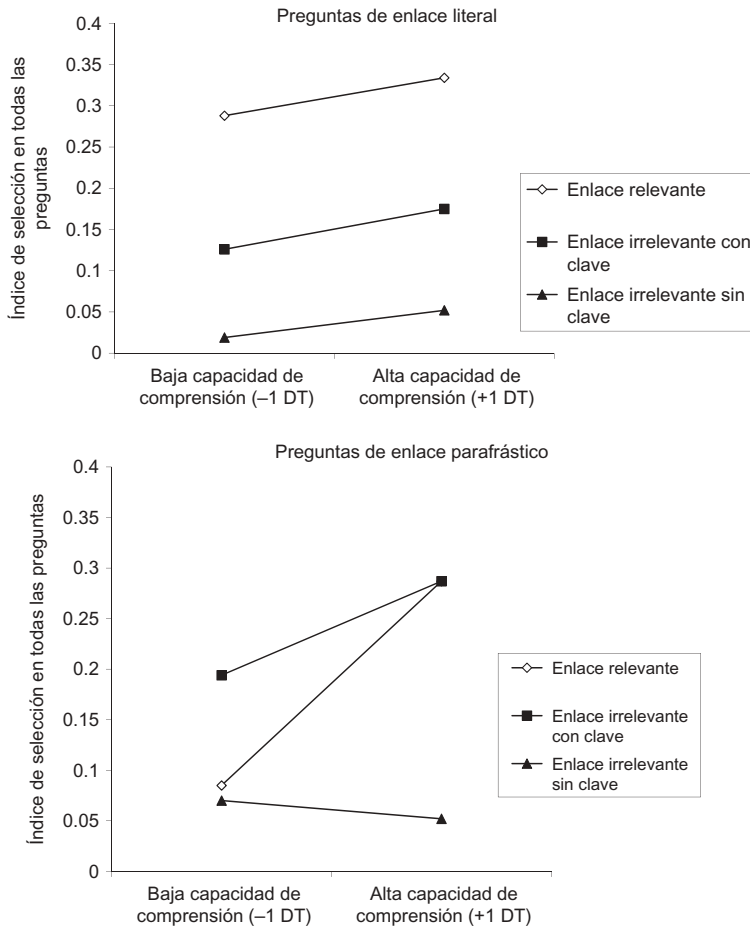 Preguntas de enlace literal
Índice de selección en todas las
preguntas
0.4
0.35
0.3
0.25
0.2
0.15
0.1
0.05
0
Baja capacidad de
comprensión (–1 DT)
Alta capacidad de
comprensión (+1 DT)
Enlace relevante
Enlace irrelevante con
clave
Enlace irrelevante sin
clave
Preguntas de enlace parafrástico
Índice de selección en todas las preguntas
0.4
0.35
0.3
0.25
0.2
0.15
0.1
0.05
0
Baja capacidad de
comprensión (–1 DT)
Alta capacidad de
comprensión (+1 DT)
Enlace relevante
Enlace irrelevante
con clave
Enlace irrelevante
sin clave